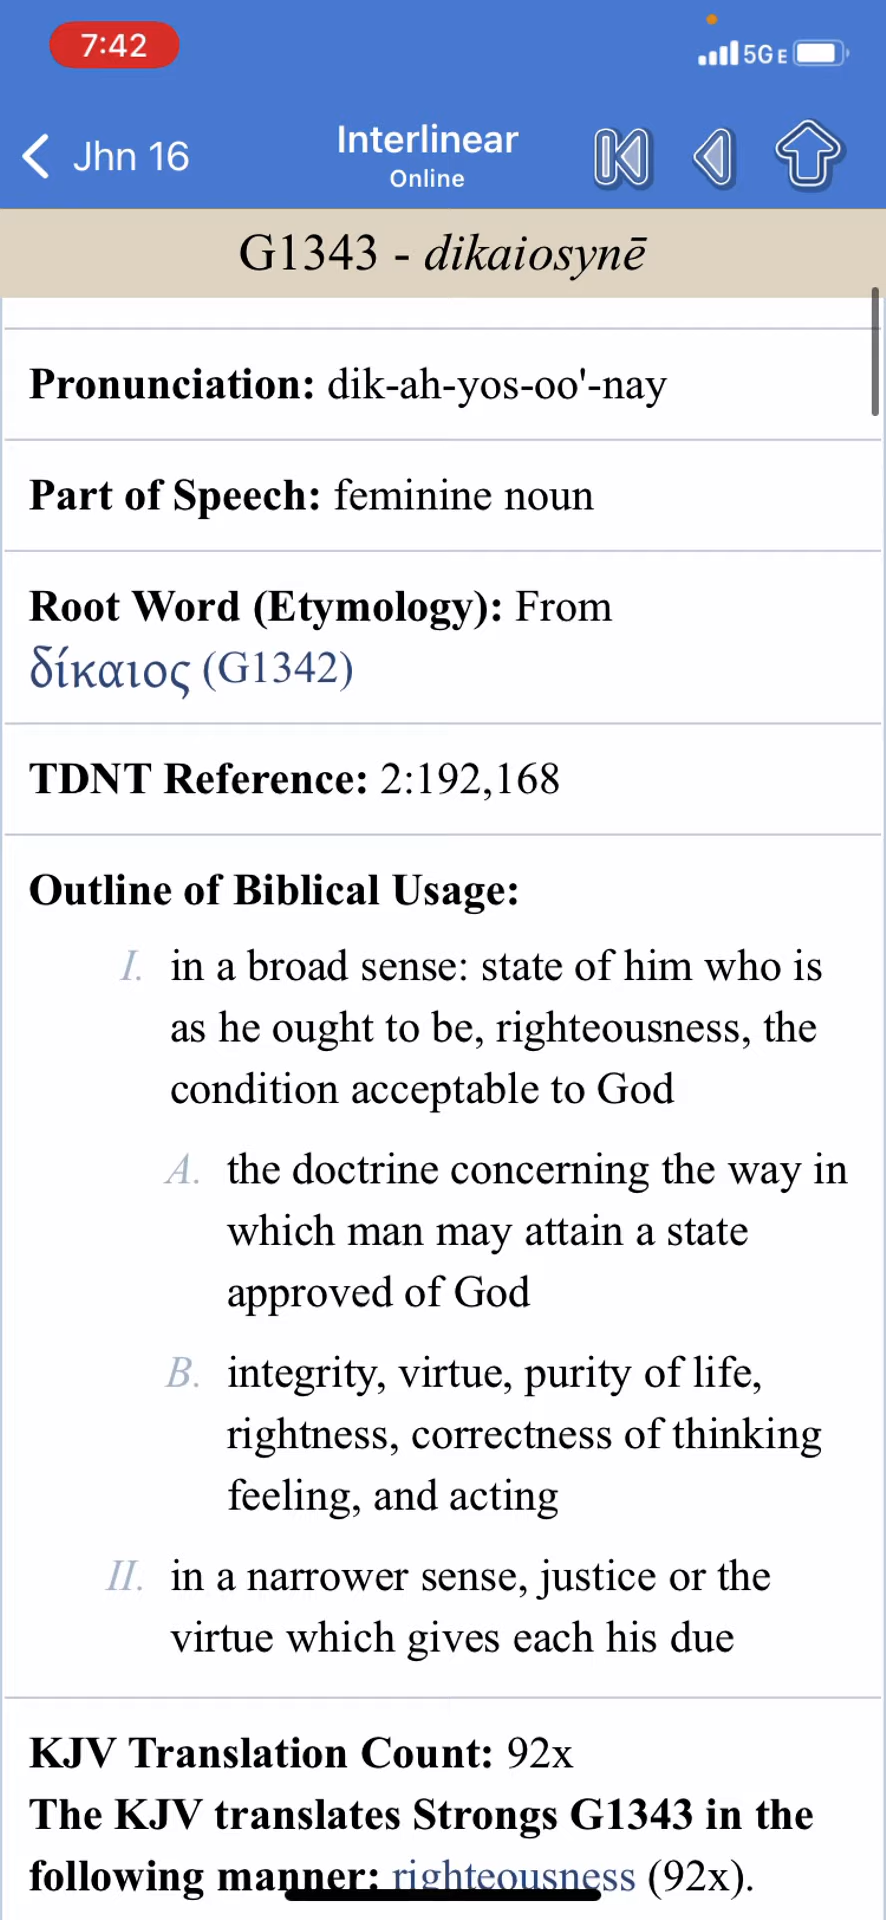 7:42
5GE
Jhn 16
Interlinear
Online
G1343 - dikaiosynē
Pronunciation: dik-ah-yos-oo'-nay
Part of Speech: feminine noun
Root Word (Etymology): From
δίκαιος (G1342)
TDNT Reference: 2:192,168
Outline of Biblical Usage:
I. in a broad sense: state of him who is
as he ought to be, righteousness, the
condition acceptable to God
A. the doctrine concerning the way in
which man may attain a state
approved of God
B. integrity, virtue, purity of life,
rightness, correctness of thinking
feeling, and acting
II. in a narrower sense, justice or the
virtue which gives each his due
KJV Translation Count: 92x
The KJV translates Strongs G1343 in the
following manner: righteousness (92x).